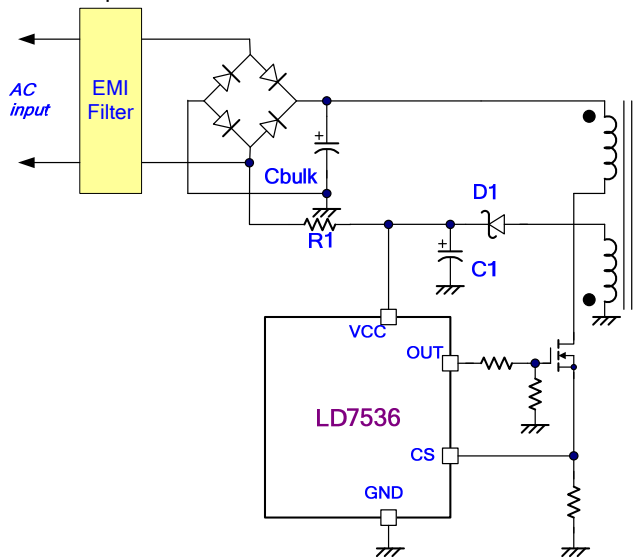 AC
input
EMI
Filter
+
Cbulk
D1
R1
+
C1
VCC
OUT
LD7536
CS
GND